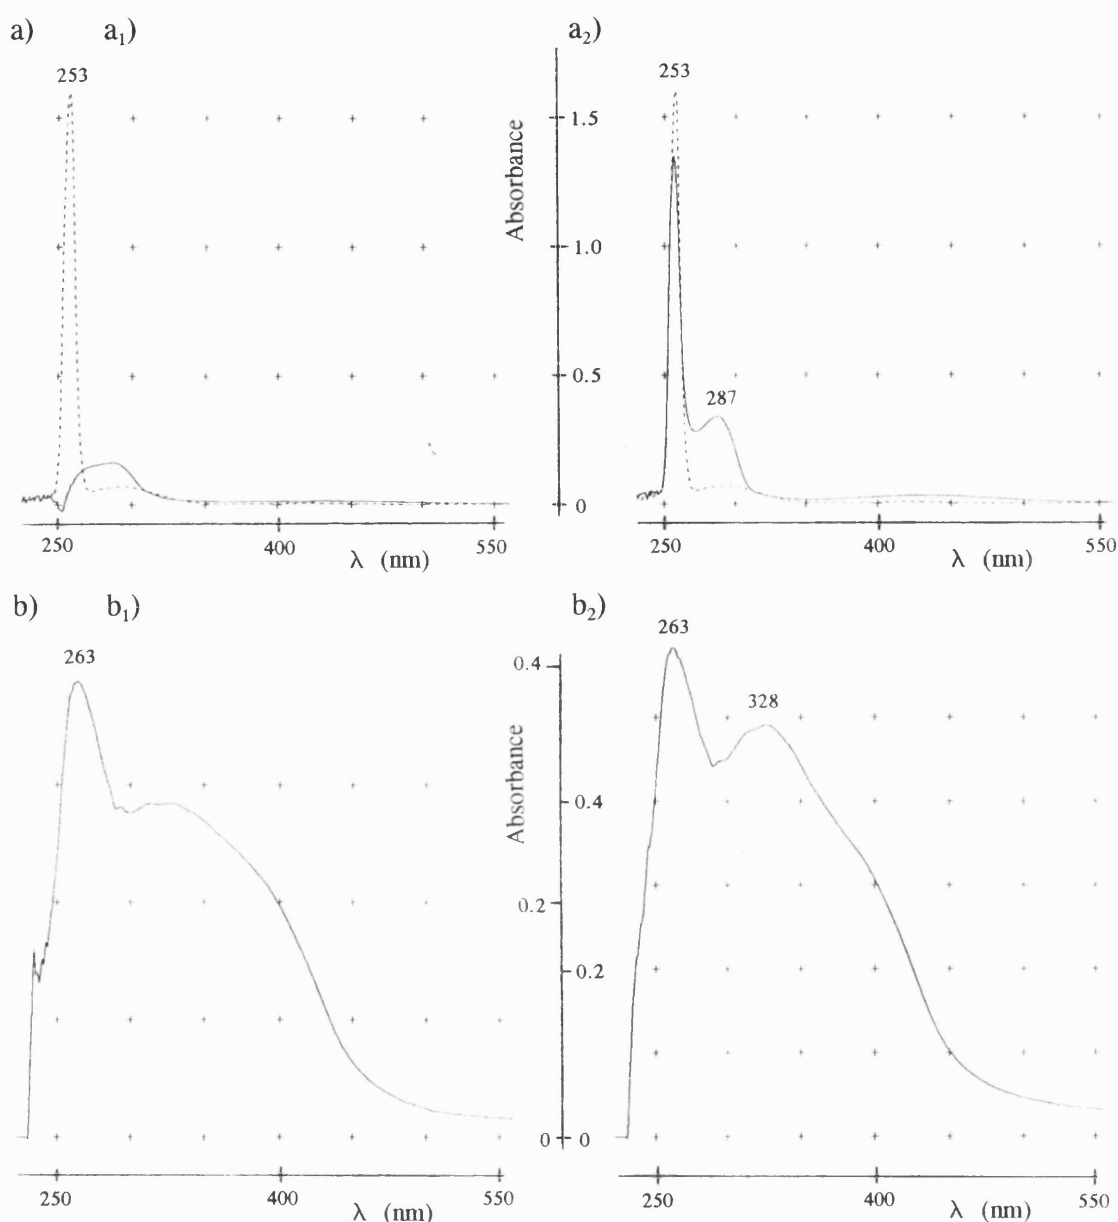 a) a₁) a₂)
253 253
Absorbance
1.5
1.0
0.5
287
0
250 400 550 250 400 550
λ (nm) λ (nm)
b) b₁) b₂)
263 263
0.4
328
Absorbance
0.4
0.2
0.2
0 0
250 400 550 250 400 550
λ (nm) λ (nm)